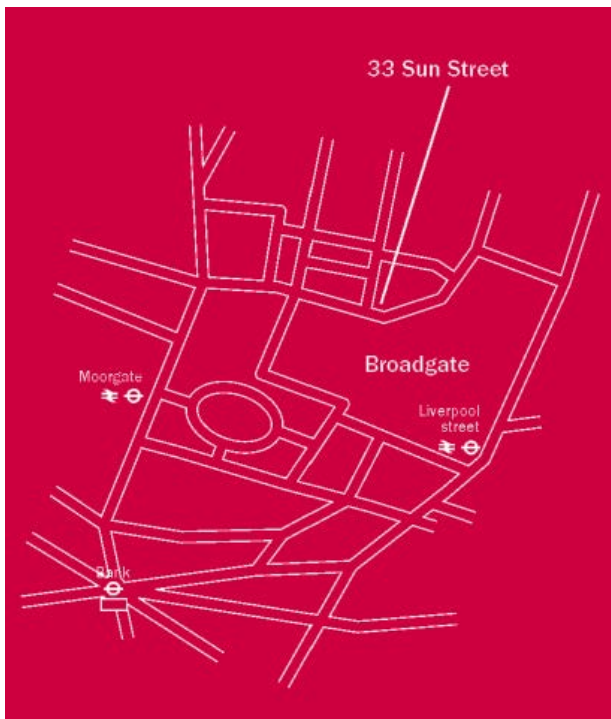 33 Sun Street
Broadgate
Moorgate
Liverpool
street
Bank